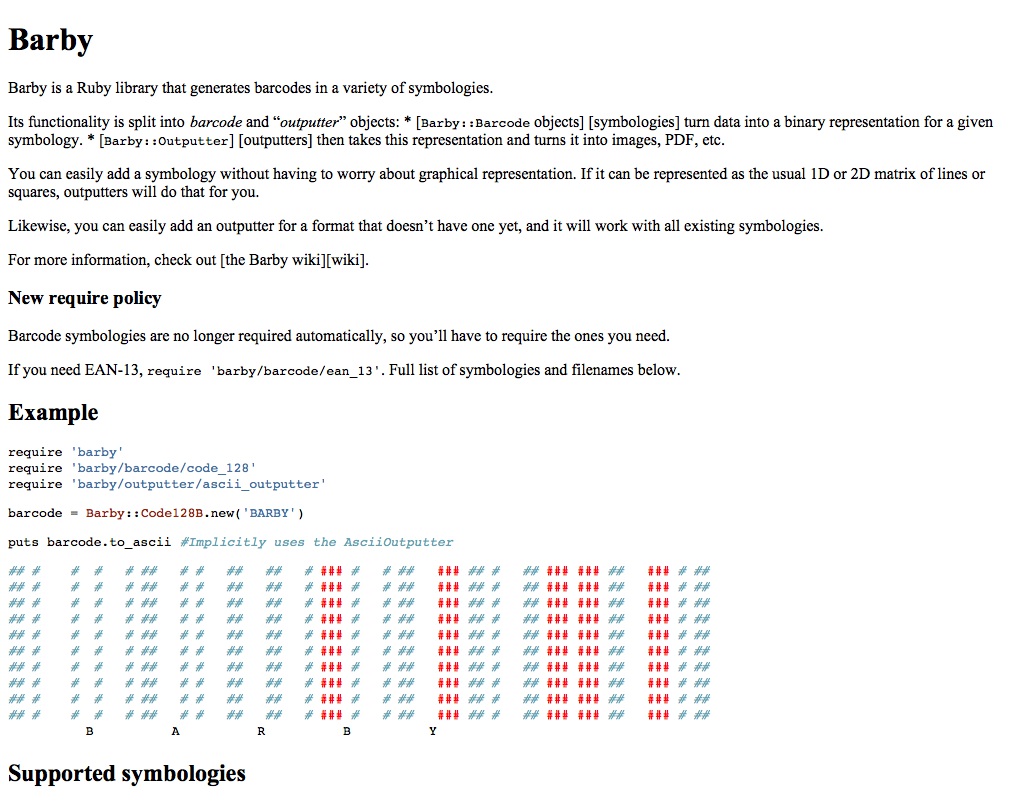 Barby
Barby is a Ruby library that generates barcodes in a variety of symbologies.
Its functionality is split into barcode and “outputter” objects: * [Barby::Barcode objects] [symbologies] turn data into a binary representation for a given
symbology. * [Barby::Outputter] [outputters] then takes this representation and turns it into images, PDF, etc.
You can easily add a symbology without having to worry about graphical representation. If it can be represented as the usual 1D or 2D matrix of lines or
squares, outputters will do that for you.
Likewise, you can easily add an outputter for a format that doesn’t have one yet, and it will work with all existing symbologies.
For more information, check out [the Barby wiki][wiki].
New require policy
Barcode symbologies are no longer required automatically, so you’ll have to require the ones you need.
If you need EAN-13, require 'barby/barcode/ean_13'. Full list of symbologies and filenames below.
Example
require 'barby'
require 'barby/barcode/code_128'
require 'barby/outputter/ascii_outputter'
barcode = Barby::Code128B.new('BARBY')
puts barcode.to_ascii #Implicitly uses the AsciiOutputter
## #    #  #   # ##   # #   ##   ##   # ### #   # ##   ### ## #   ## ### ### ##   ### # ##
## #    #  #   # ##   # #   ##   ##   # ### #   # ##   ### ## #   ## ### ### ##   ### # ##
## #    #  #   # ##   # #   ##   ##   # ### #   # ##   ### ## #   ## ### ### ##   ### # ##
## #    #  #   # ##   # #   ##   ##   # ### #   # ##   ### ## #   ## ### ### ##   ### # ##
## #    #  #   # ##   # #   ##   ##   # ### #   # ##   ### ## #   ## ### ### ##   ### # ##
## #    #  #   # ##   # #   ##   ##   # ### #   # ##   ### ## #   ## ### ### ##   ### # ##
## #    #  #   # ##   # #   ##   ##   # ### #   # ##   ### ## #   ## ### ### ##   ### # ##
## #    #  #   # ##   # #   ##   ##   # ### #   # ##   ### ## #   ## ### ### ##   ### # ##
## #    #  #   # ##   # #   ##   ##   # ### #   # ##   ### ## #   ## ### ### ##   ### # ##
## #    #  #   # ##   # #   ##   ##   # ### #   # ##   ### ## #   ## ### ### ##   ### # ##
          B          A          R          B          Y
Supported symbologies